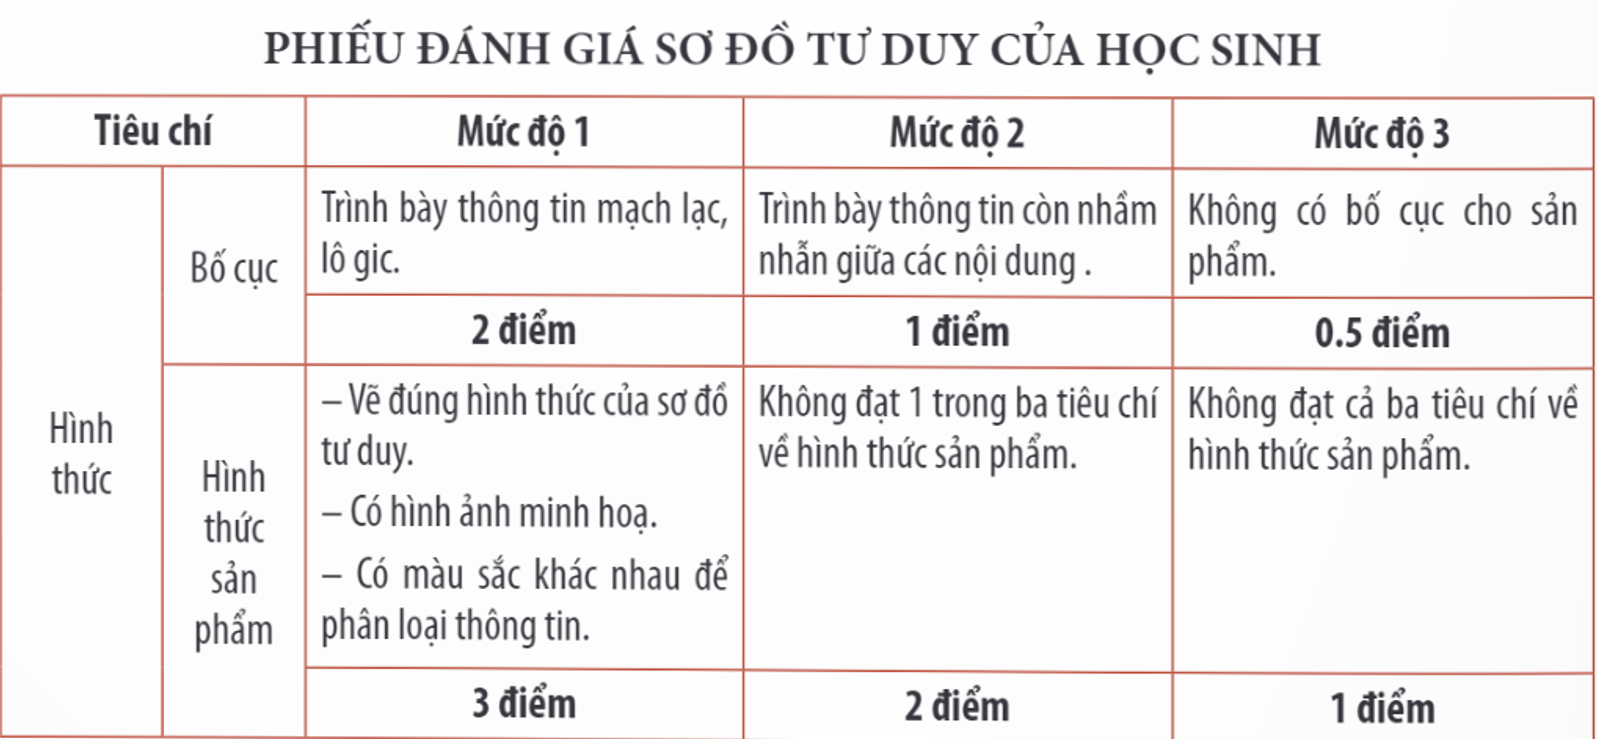 PHIẾU ĐÁNH GIÁ SƠ ĐỒ TƯ DUY CỦA HỌC SINH
Tiêu chí
Mức độ 1
Mức độ 2
Mức độ 3
Hình
thức
Bố cục
Trình bày thông tin mạch lạc,
lô gic.
Trình bày thông tin còn nhầm
nhẫn giữa các nội dung .
Không có bố cục cho sản
phẩm.
2 điểm
1 điểm
0.5 điểm
Hình
thức
sản
phẩm
– Vẽ đúng hình thức của sơ đồ
tư duy.
– Có hình ảnh minh hoạ.
– Có màu sắc khác nhau để
phân loại thông tin.
Không đạt 1 trong ba tiêu chí
về hình thức sản phẩm.
Không đạt cả ba tiêu chí về
hình thức sản phẩm.
3 điểm
2 điểm
1 điểm